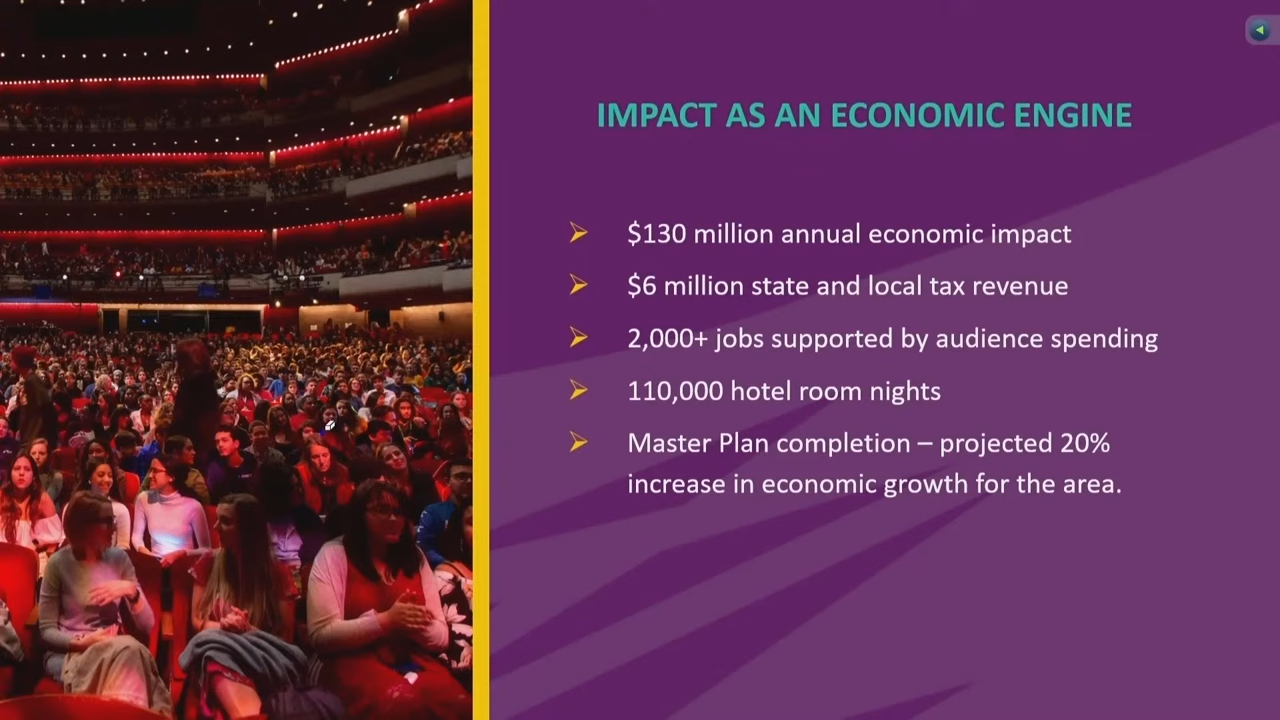 IMPACT AS AN ECONOMIC ENGINE
$130 million annual economic impact
$6 million state and local tax revenue
2,000+ jobs supported by audience spending
110,000 hotel room nights
Master Plan completion – projected 20%
increase in economic growth for the area.